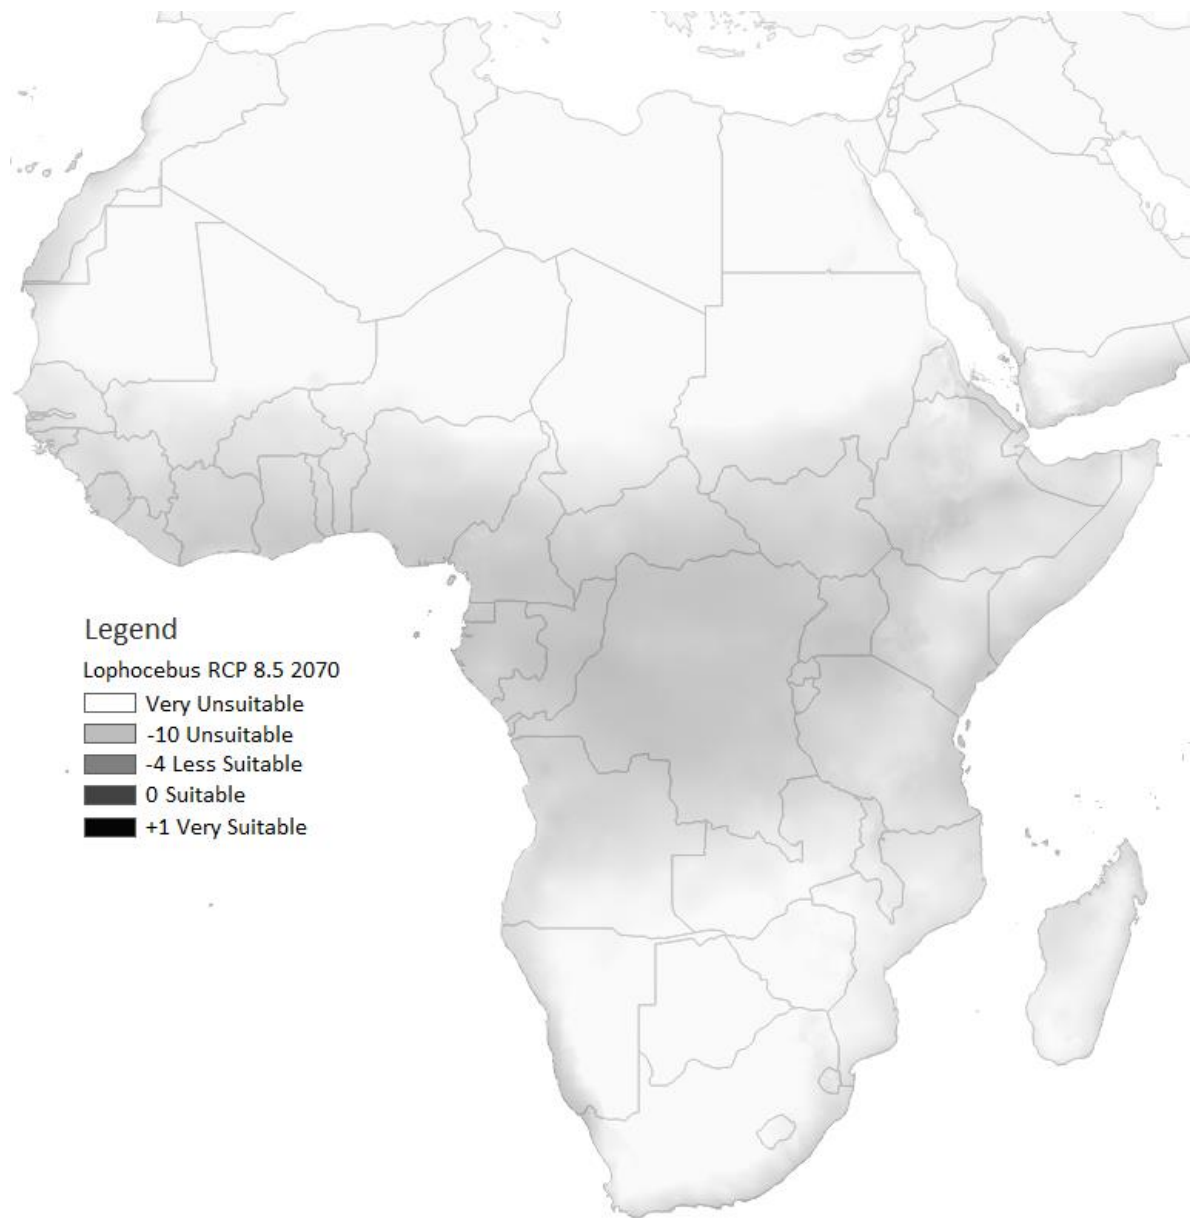 Legend
Lophocebus RCP 8.5 2070
Very Unsuitable
-10 Unsuitable
-4 Less Suitable
0 Suitable
+1 Very Suitable